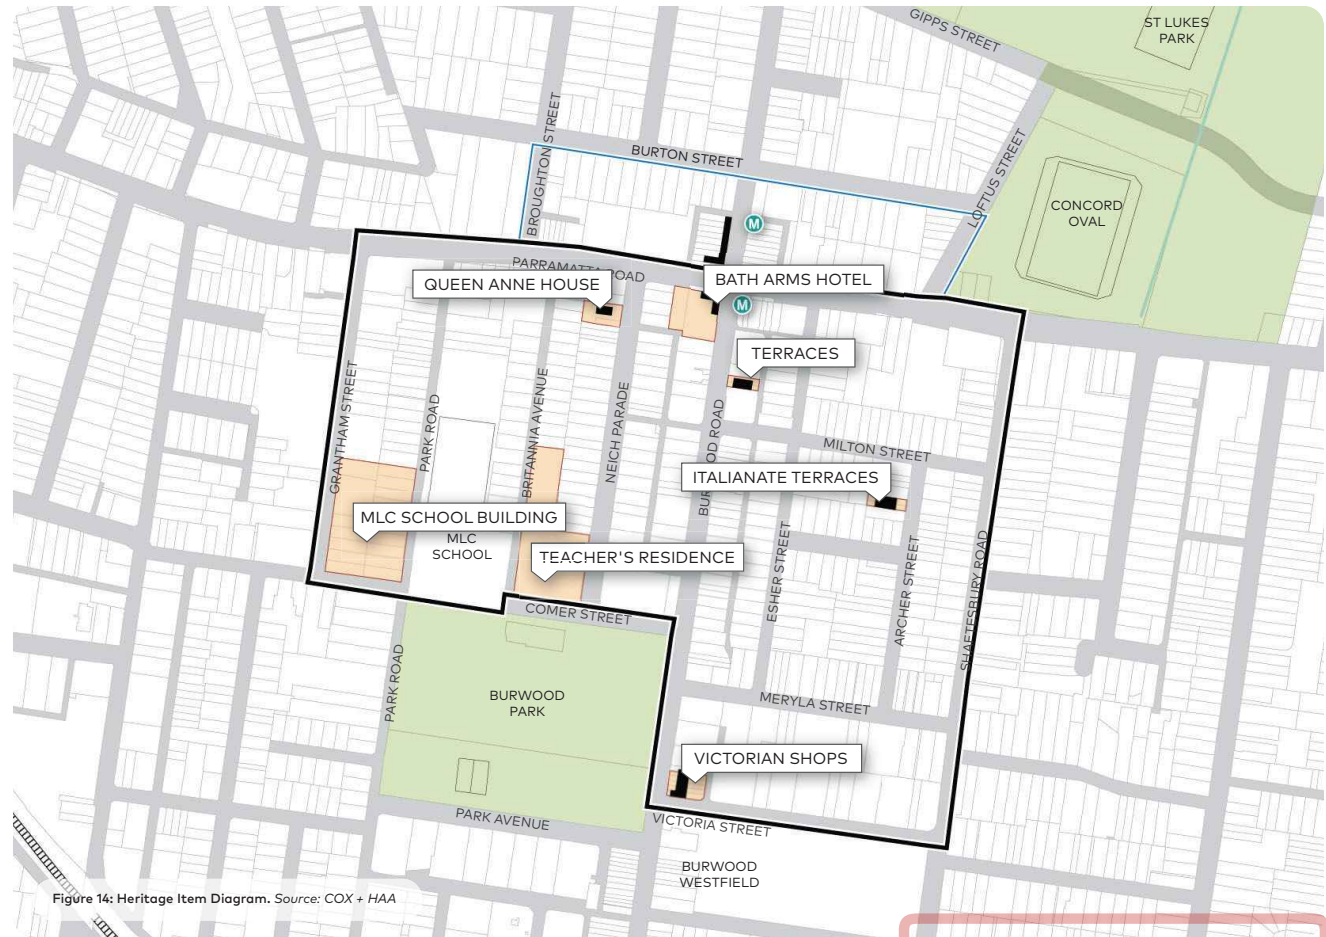 GIPPS STREET
ST LUKES
PARK
BROUGHTON STREET
BURTON STREET
LOFTUS STREET
CONCORD
OVAL
M
PARRAMATTA ROAD
QUEEN ANNE HOUSE
BATH ARMS HOTEL
M
TERRACES
GRANTHAM STREET
PARK ROAD
BRITANNIA AVENUE
NEICH PARADE
ROAD
MILTON STREET
ITALIANATE TERRACES
MLC SCHOOL BUILDING
MLC
SCHOOL
TEACHER'S RESIDENCE
ESHER STREET
ARCHER STREET
SHAFTESBURY ROAD
COMER STREET
PARK ROAD
BURWOOD
PARK
MERYLA STREET
VICTORIAN SHOPS
PARK AVENUE
VICTORIA STREET
BURWOOD
WESTFIELD
Figure 14: Heritage Item Diagram. Source: COX + HAA